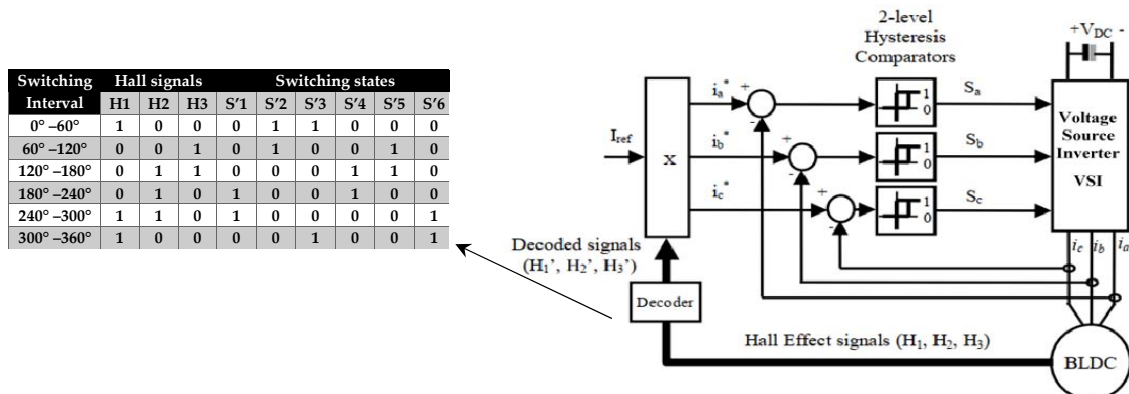 Switching Hall signals Switching states
Interval H1 H2 H3 S'1 S'2 S'3 S'4 S'5 S'6
0° –60° 1 0 0 0 1 1 0 0 0
60° –120° 0 0 1 0 1 0 0 1 0
120° –180° 0 1 1 0 0 0 1 1 0
180° –240° 0 1 0 1 0 0 1 0 0
240° –300° 1 1 0 1 0 0 0 0 1
300° –360° 1 0 0 0 0 1 0 0 1
2-level
Hysteresis
Comparators
+VDC -
Iref
x
ia*
ib*
ic*
+
-
+
-
+
-
1
0
1
0
1
0
Sa
Sb
Sc
Voltage
Source
Inverter
VSI
ic ib ia
Decoded signals
(H1', H2', H3')
Decoder
Hall Effect signals (H1, H2, H3)
BLDC